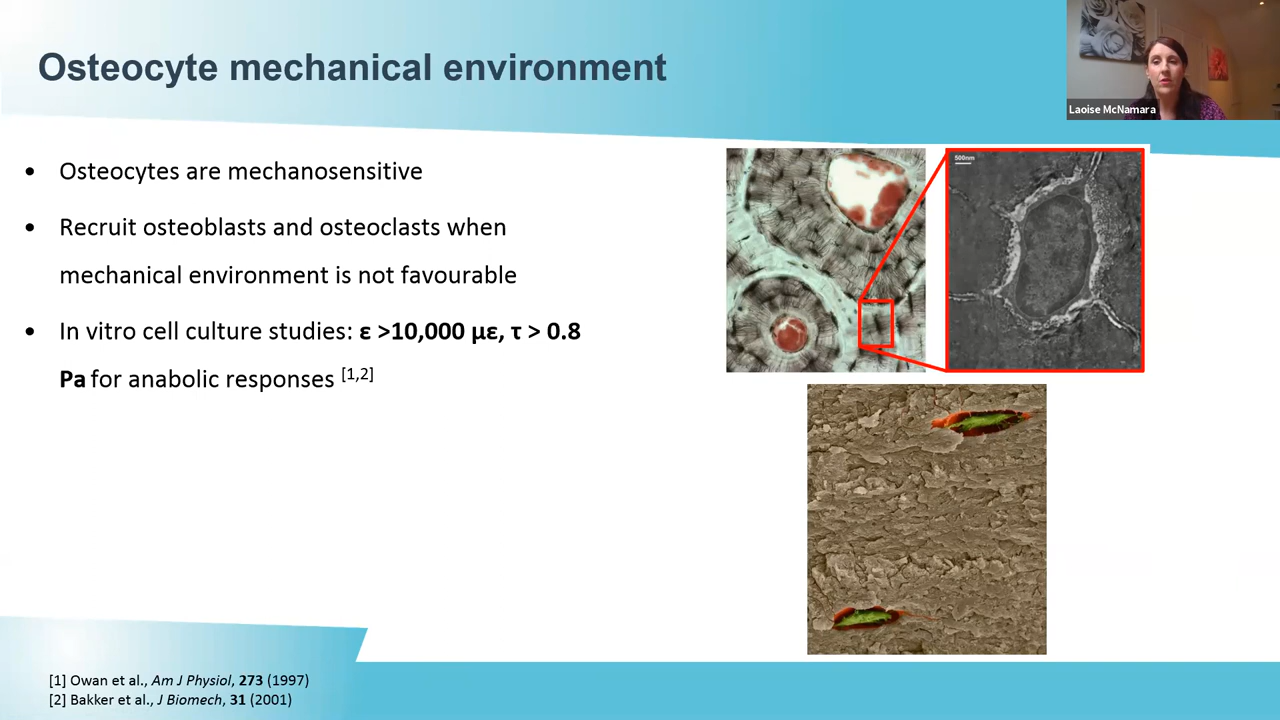 Osteocyte mechanical environment
Laoise McNamara
• Osteocytes are mechanosensitive
• Recruit osteoblasts and osteoclasts when
mechanical environment is not favourable
• In vitro cell culture studies: ε >10,000 με, τ > 0.8
Pa for anabolic responses [1,2]
500nm
[1] Owan et al., Am J Physiol, 273 (1997)
[2] Bakker et al., J Biomech, 31 (2001)